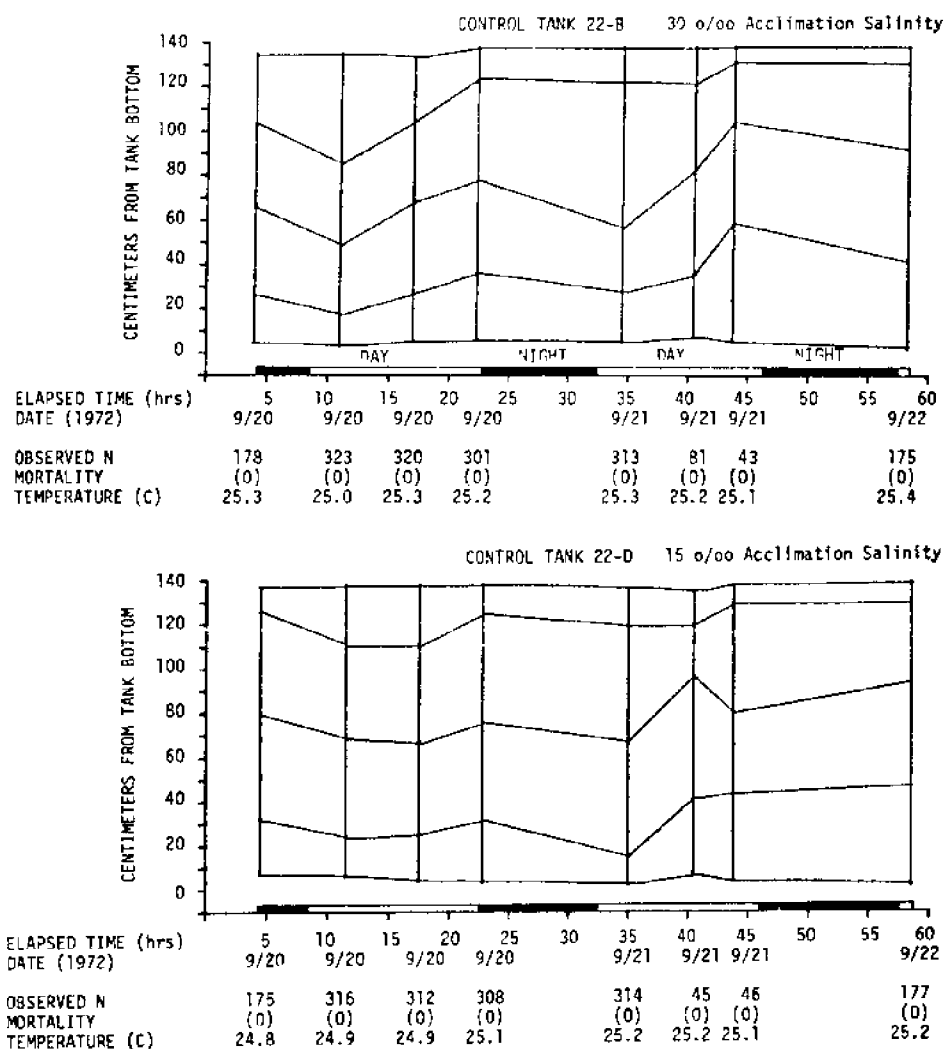 CONTROL TANK 22-B 30 o/oo Acclimation Salinity
140
120
100
80
60
40
20
0
CENTIMETERS FROM TANK BOTTOM
DAY NIGHT DAY NIGHT
ELAPSED TIME (hrs) 5 10 15 20 25 30 35 40 45 50 55 60
DATE (1972) 9/20 9/20 9/20 9/20 9/21 9/21 9/21 9/22
OBSERVED N 178 323 320 301 313 81 43 175
MORTALITY (0) (0) (0) (0) (0) (0) (0) (0)
TEMPERATURE (C) 25.3 25.0 25.3 25.2 25.3 25.2 25.1 25.4
CONTROL TANK 22-D 15 o/oo Acclimation Salinity
140
120
100
80
60
40
20
0
CENTIMETERS FROM TANK BOTTOM
ELAPSED TIME (hrs) 5 10 15 20 25 30 35 40 45 50 55 60
DATE (1972) 9/20 9/20 9/20 9/20 9/21 9/21 9/21 9/22
OBSERVED N 175 316 312 308 314 45 46 177
MORTALITY (0) (0) (0) (0) (0) (0) (0) (0)
TEMPERATURE (C) 24.8 24.9 24.9 25.1 25.2 25.2 25.1 25.2